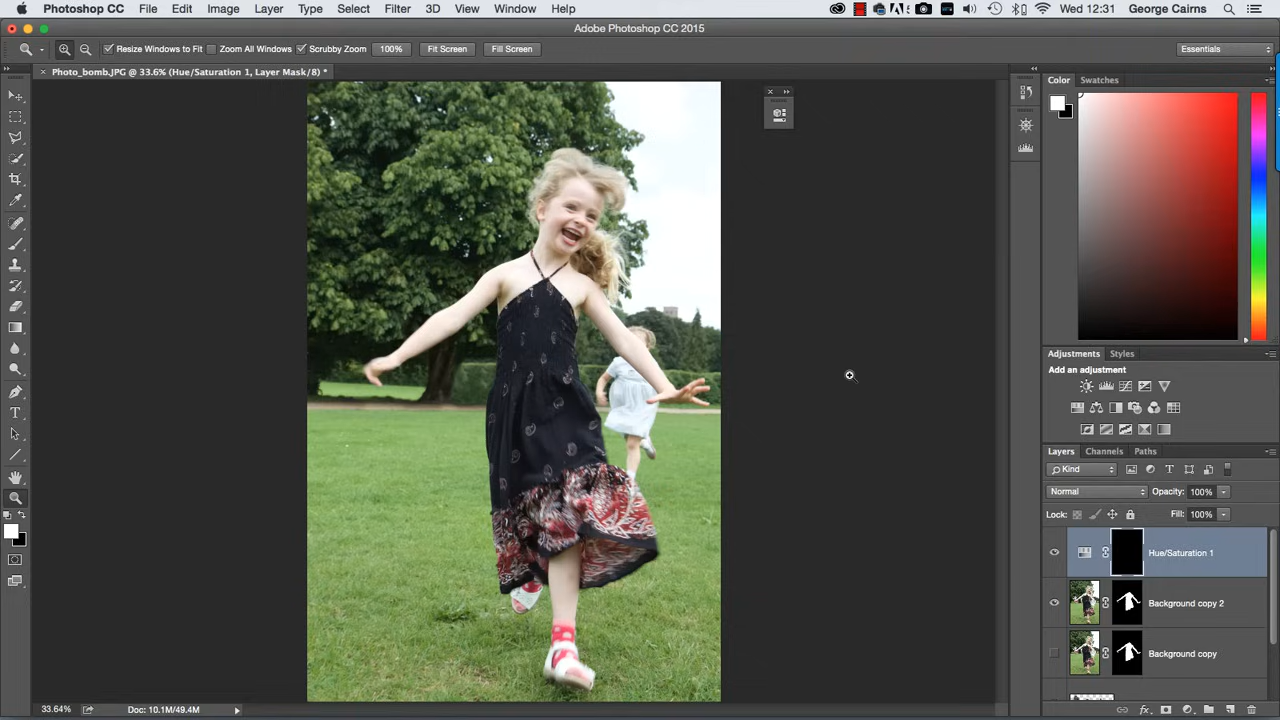 Photoshop CC File Edit Image Layer Type Select Filter 3D View Window Help Wed 12:31 George Cairns
Adobe Photoshop CC 2015
Resize Windows to Fit Zoom All Windows Scrubby Zoom 100% Fit Screen Fill Screen Essentials
Photo_bomb.JPG @ 33.6% (Hue/Saturation 1, Layer Mask/8) *
Color Swatches
Adjustments Styles
Add an adjustment
Layers Channels Paths
Kind
Normal Opacity: 100%
Lock: Fill: 100%
Hue/Saturation 1
Background copy 2
Background copy
33.64% Doc: 10.1M/49.4M